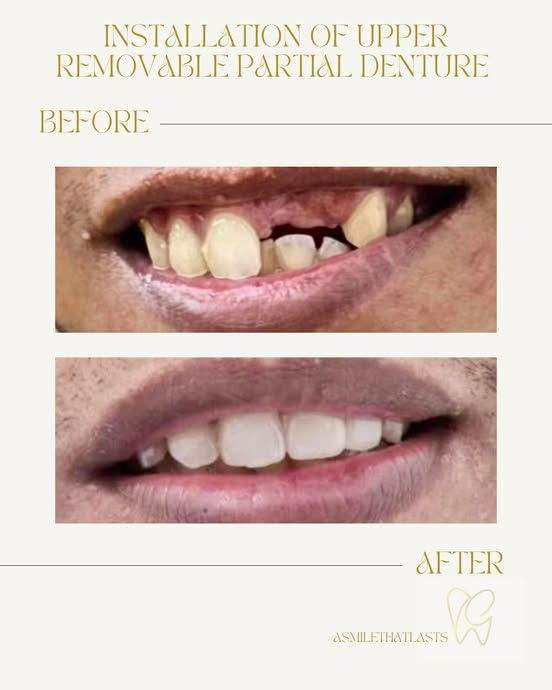 INSTALLATION OF UPPER
REMOVABLE PARTIAL DENTURE
BEFORE
AFTER
#ASMILETHATLASTS